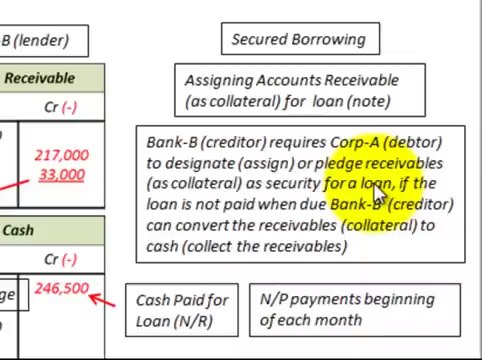 -B (lender)
Secured Borrowing
Receivable
Cr (-)
217,000
33,000
Assigning Accounts Receivable
(as collateral) for loan (note)
Bank-B (creditor) requires Corp-A (debtor)
to designate (assign) or pledge receivables
(as collateral) as security for a loan, if the
loan is not paid when due Bank-B (creditor)
can convert the receivables (collateral) to
cash (collect the receivables)
Cash
Cr (-)
246,500
ge
Cash Paid for
Loan (N/R)
N/P payments beginning
of each month